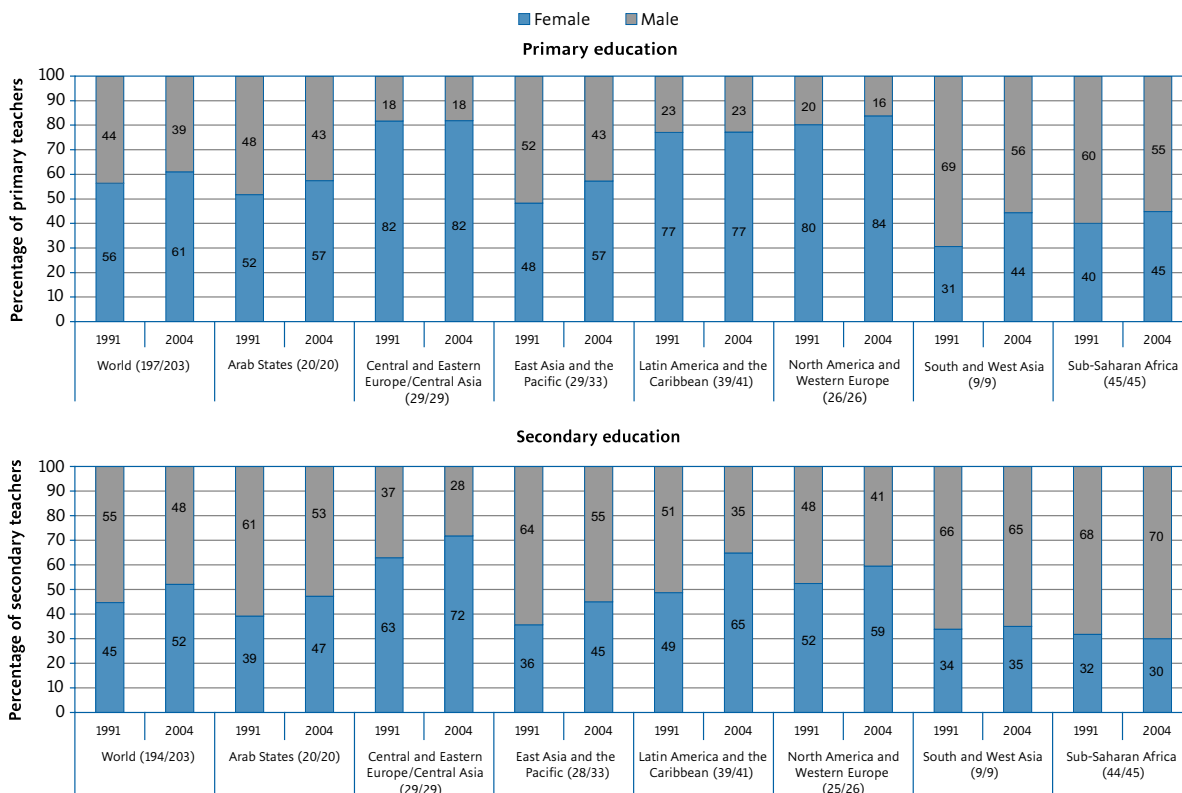 Female Male
Primary education
Percentage of primary teachers
100
90
80
70
60
50
40
30
20
10
0
44 39 48 43 18 18 52 43 23 23 20 16 69 56 60 55
56 61 52 57 82 82 48 57 77 77 80 84 31 44 40 45
1991 2004 1991 2004 1991 2004 1991 2004 1991 2004 1991 2004 1991 2004 1991 2004
World (197/203)
Arab States (20/20)
Central and Eastern
Europe/Central Asia
(29/29)
East Asia and the
Pacific (29/33)
Latin America and the
Caribbean (39/41)
North America and
Western Europe
(26/26)
South and West Asia
(9/9)
Sub-Saharan Africa
(45/45)
Secondary education
Percentage of secondary teachers
100
90
80
70
60
50
40
30
20
10
0
55 48 61 53 37 28 64 55 51 35 48 41 66 65 68 70
45 52 39 47 63 72 36 45 49 65 52 59 34 35 32 30
1991 2004 1991 2004 1991 2004 1991 2004 1991 2004 1991 2004 1991 2004 1991 2004
World (194/203)
Arab States (20/20)
Central and Eastern
Europe/Central Asia
(29/29)
East Asia and the
Pacific (28/33)
Latin America and the
Caribbean (39/41)
North America and
Western Europe
(25/26)
South and West Asia
(9/9)
Sub-Saharan Africa
(44/45)